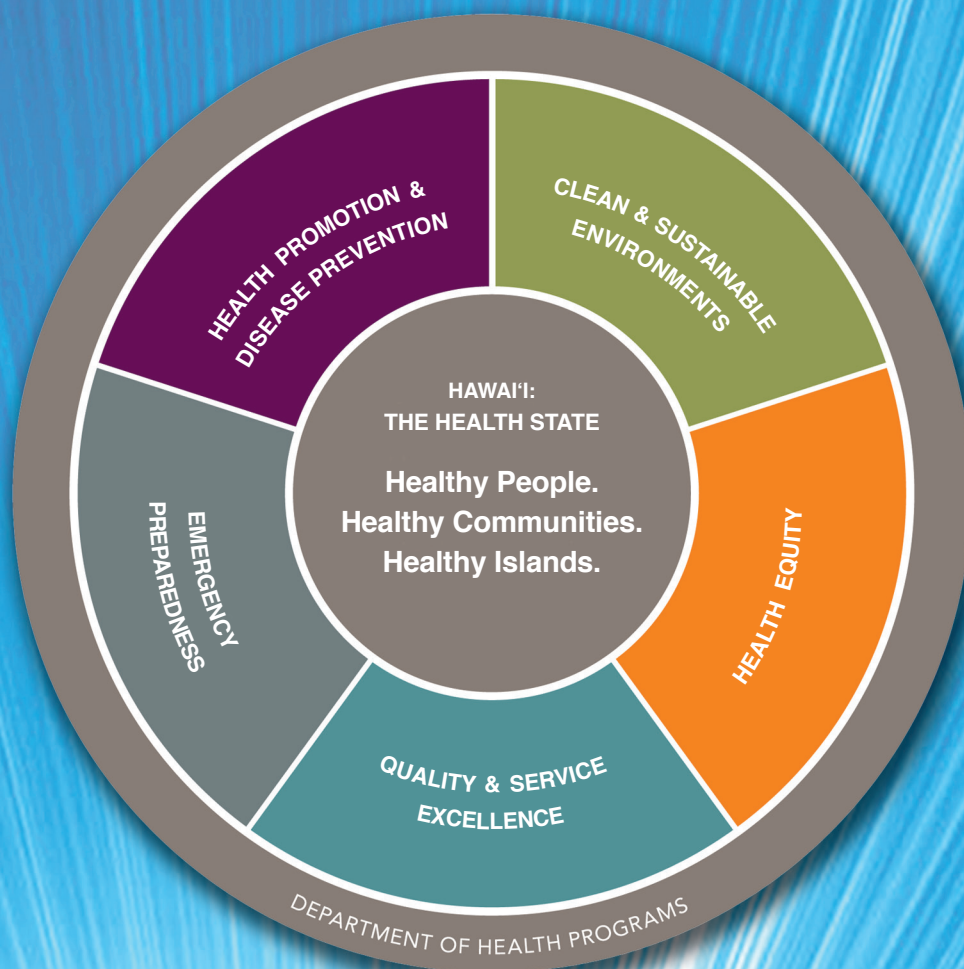 HEALTH PROMOTION &
DISEASE PREVENTION
CLEAN & SUSTAINABLE
ENVIRONMENTS
HAWAI‘I:
THE HEALTH STATE
Healthy People.
Healthy Communities.
Healthy Islands.
EMERGENCY
PREPAREDNESS
HEALTH EQUITY
QUALITY & SERVICE
EXCELLENCE
DEPARTMENT OF HEALTH PROGRAMS